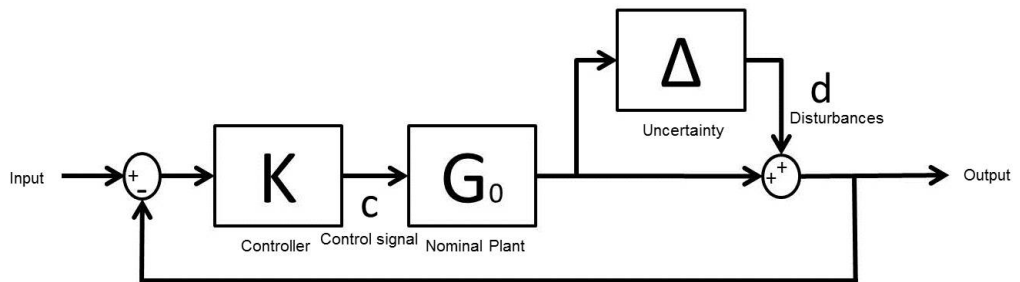 Δ
d
Disturbances
Uncertainty
Input
+
-
K
c
G₀
+
+
Output
Controller
Control signal
Nominal Plant